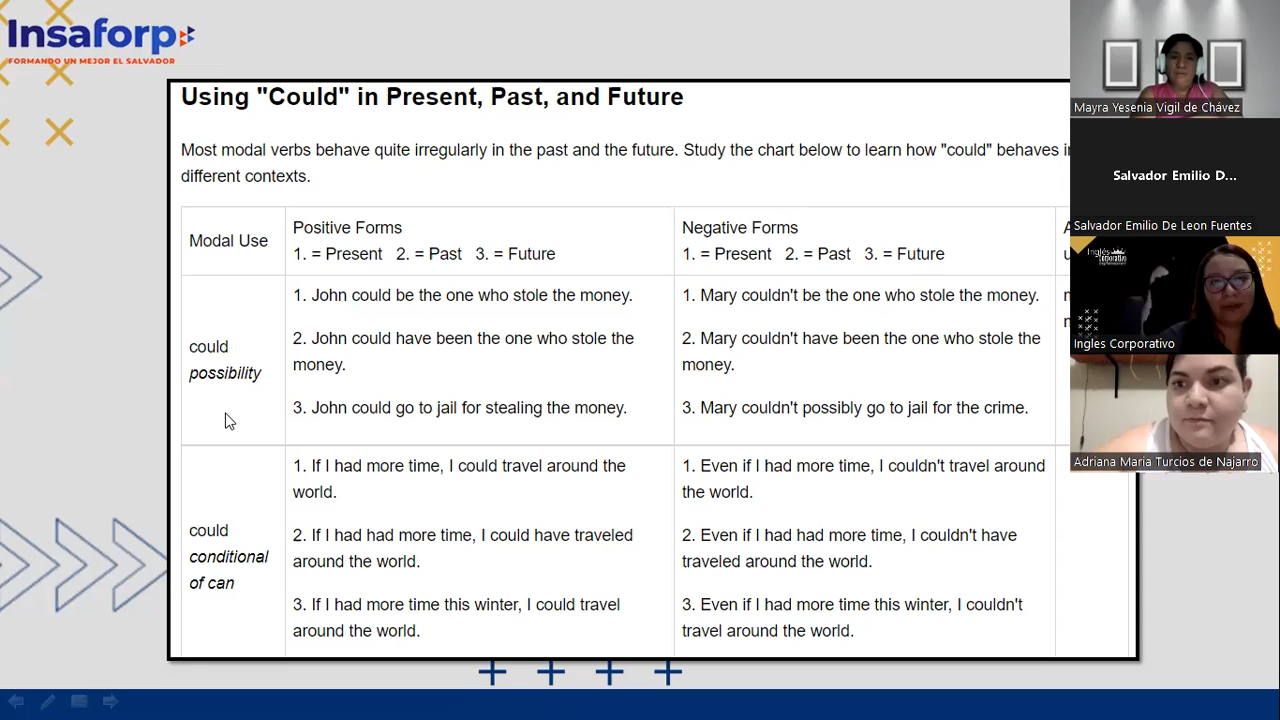 Insaforp
FORMANDO UN MEJOR EL SALVADOR
Using "Could" in Present, Past, and Future
Most modal verbs behave quite irregularly in the past and the future. Study the chart below to learn how "could" behaves
different contexts.
Modal Use
Positive Forms
1. = Present 2. = Past 3. = Future
Negative Forms
1. = Present 2. = Past 3. = Future
could
possibility
1. John could be the one who stole the money.
2. John could have been the one who stole the
money.
3. John could go to jail for stealing the money.
1. Mary couldn't be the one who stole the money.
2. Mary couldn't have been the one who stole the
money.
3. Mary couldn't possibly go to jail for the crime.
could
conditional
of can
1. If I had more time, I could travel around the
world.
2. If I had had more time, I could have traveled
around the world.
3. If I had more time this winter, I could travel
around the world.
1. Even if I had more time, I couldn't travel around
the world.
2. Even if I had had more time, I couldn't have
traveled around the world.
3. Even if I had more time this winter, I couldn't
travel around the world.
Mayra Yesenia Vigil de Chávez
Salvador Emilio D...
Salvador Emilio De Leon Fuentes
Inglés
Corporativo
Ingles Corporativo
Adriana Maria Turcios de Najarro